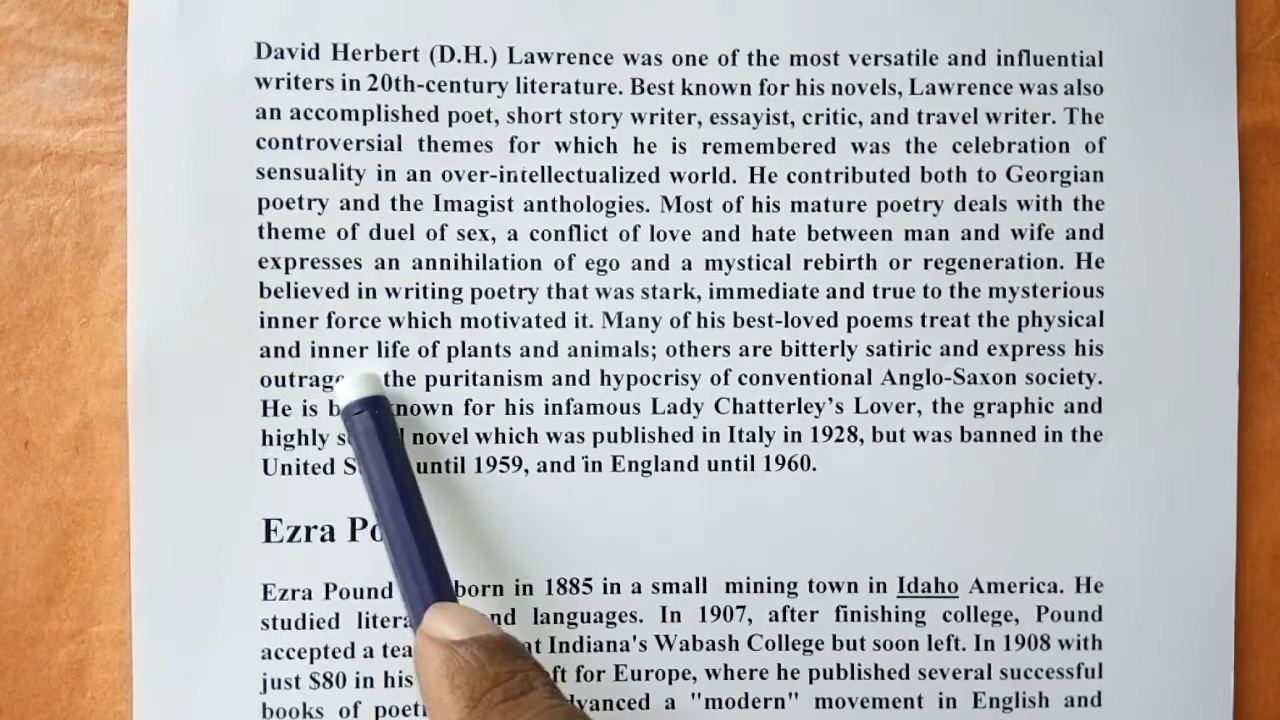 David Herbert (D.H.) Lawrence was one of the most versatile and influential
writers in 20th-century literature. Best known for his novels, Lawrence was also
an accomplished poet, short story writer, essayist, critic, and travel writer. The
controversial themes for which he is remembered was the celebration of
sensuality in an over-intellectualized world. He contributed both to Georgian
poetry and the Imagist anthologies. Most of his mature poetry deals with the
theme of duel of sex, a conflict of love and hate between man and wife and
expresses an annihilation of ego and a mystical rebirth or regeneration. He
believed in writing poetry that was stark, immediate and true to the mysterious
inner force which motivated it. Many of his best-loved poems treat the physical
and inner life of plants and animals; others are bitterly satiric and express his
the puritanism and hypocrisy of conventional Anglo-Saxon society.
He is known for his infamous Lady Chatterley's Lover, the graphic and
highly novel which was published in Italy in 1928, but was banned in the
United until 1959, and in England until 1960.
Ezra
Ezra Pound born in 1885 in a small mining town in Idaho America. He
studied languages. In 1907, after finishing college, Pound
accepted a at Indiana's Wabash College but soon left. In 1908 with
just $80 in his for Europe, where he published several successful
books of a "modern" movement in English and